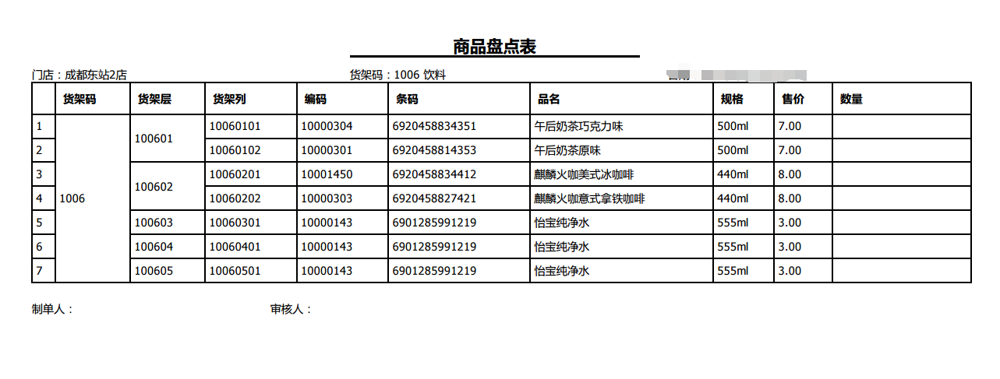 商品盘点表
门店：成都东站2店 货架码：1006 饮料
货架码 货架层 货架列 编码 条码 品名 规格 售价 数量
1 1006 100601 10060101 10000304 6920458834351 午后奶茶巧克力味 500ml 7.00
2 10060102 10000301 6920458814353 午后奶茶原味 500ml 7.00
3 100602 10060201 10001450 6920458834412 麒麟火咖美式冰咖啡 440ml 8.00
4 10060202 10000303 6920458827421 麒麟火咖意式拿铁咖啡 440ml 8.00
5 100603 10060301 10000143 6901285991219 怡宝纯净水 555ml 3.00
6 100604 10060401 10000143 6901285991219 怡宝纯净水 555ml 3.00
7 100605 10060501 10000143 6901285991219 怡宝纯净水 555ml 3.00
制单人： 审核人：